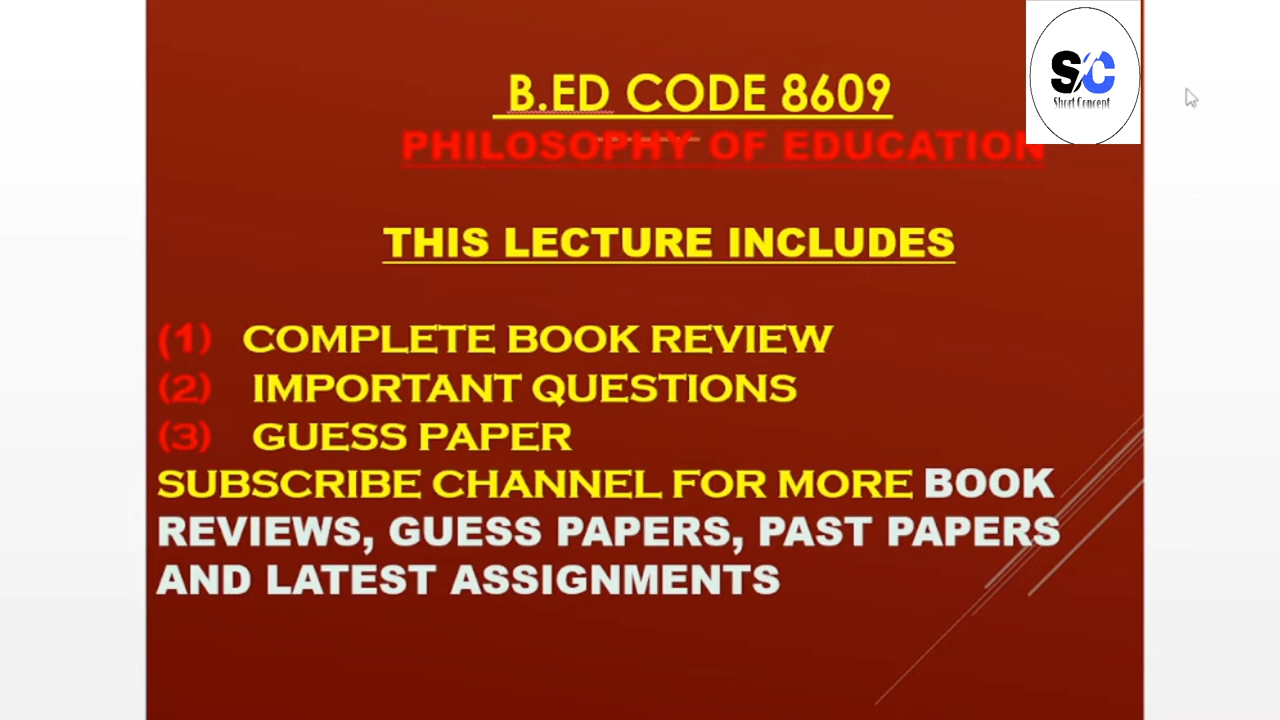 B.ED CODE 8609
PHILOSOPHY OF EDUCATION
S/C
Short Concept
THIS LECTURE INCLUDES
(1) COMPLETE BOOK REVIEW
(2) IMPORTANT QUESTIONS
(3) GUESS PAPER
SUBSCRIBE CHANNEL FOR MORE BOOK
REVIEWS, GUESS PAPERS, PAST PAPERS
AND LATEST ASSIGNMENTS